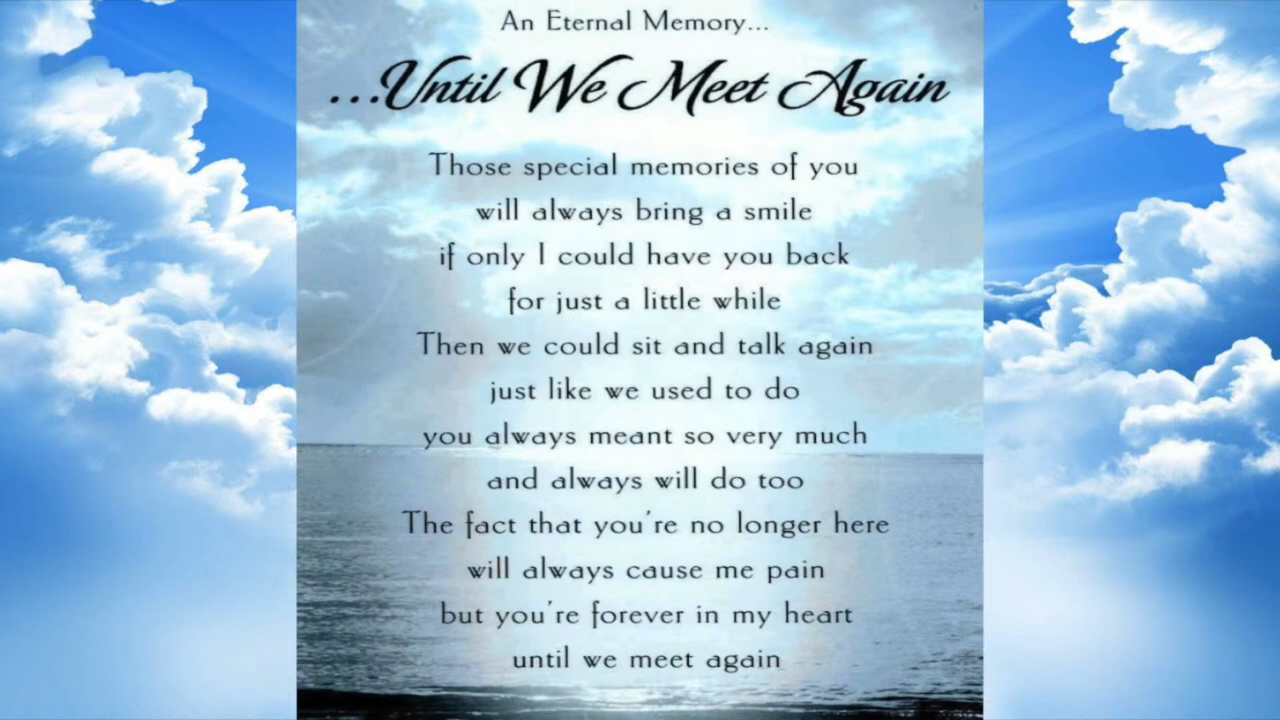 An Eternal Memory...
...Until We Meet Again
Those special memories of you
will always bring a smile
if only I could have you back
for just a little while
Then we could sit and talk again
just like we used to do
you always meant so very much
and always will do too
The fact that you're no longer here
will always cause me pain
but you're forever in my heart
until we meet again